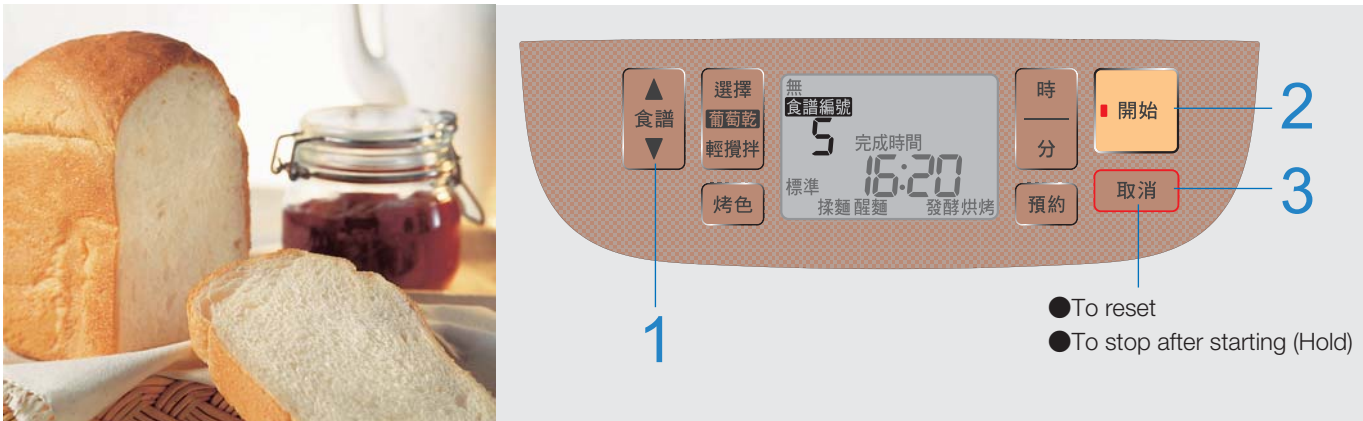 ▲
食譜
▼
選擇
葡萄乾
輕攪拌
烤色
無
食譜編號
5
完成時間
16:20
標準
揉麵 醒麵 發酵 烘烤
時
分
預約
開始
取消
1
2
3
●To reset
●To stop after starting (Hold)